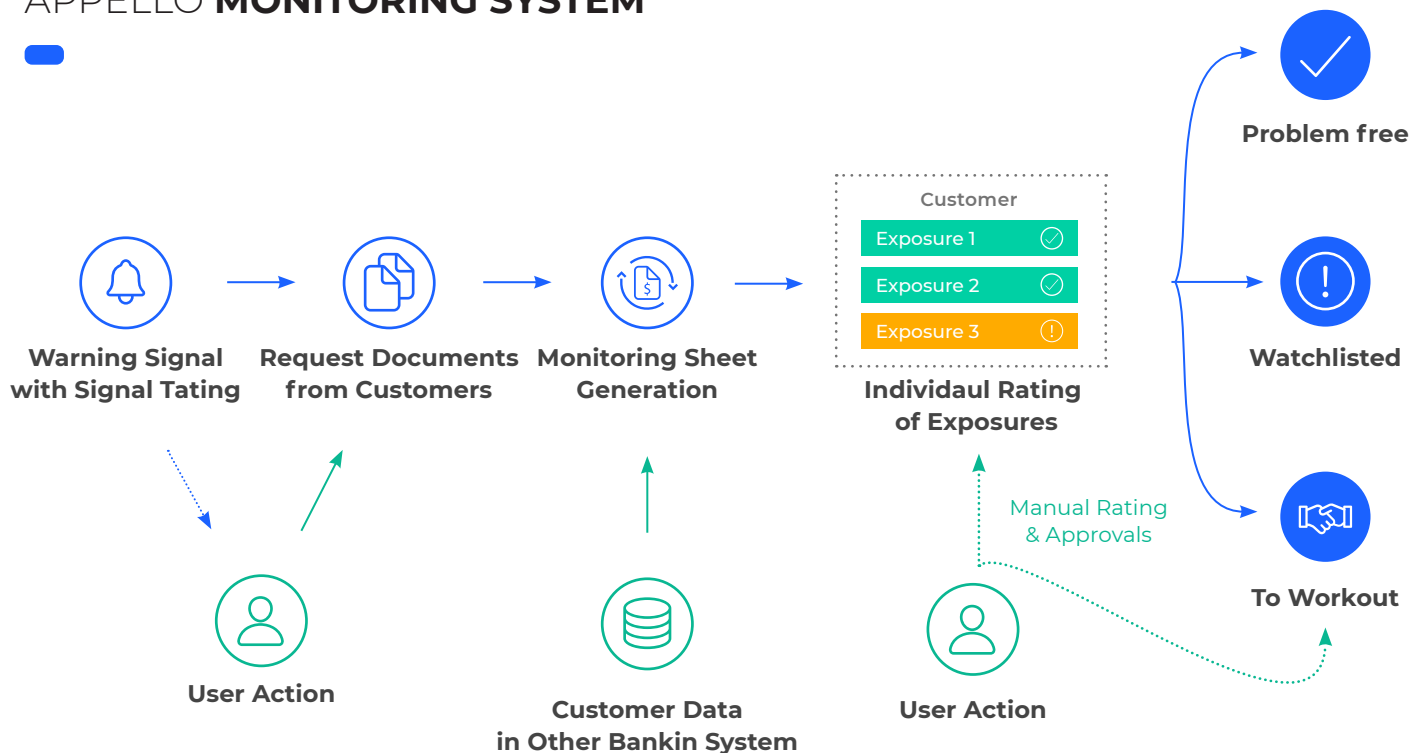 APPELLO MONITORING SYSTEM
Problem free
Customer
Exposure 1
Exposure 2
Exposure 3
Warning Signal
with Signal Tating
Request Documents
from Customers
Monitoring Sheet
Generation
$
Individaul Rating
of Exposures
Watchlisted
Manual Rating
& Approvals
To Workout
User Action
Customer Data
in Other Bankin System
User Action